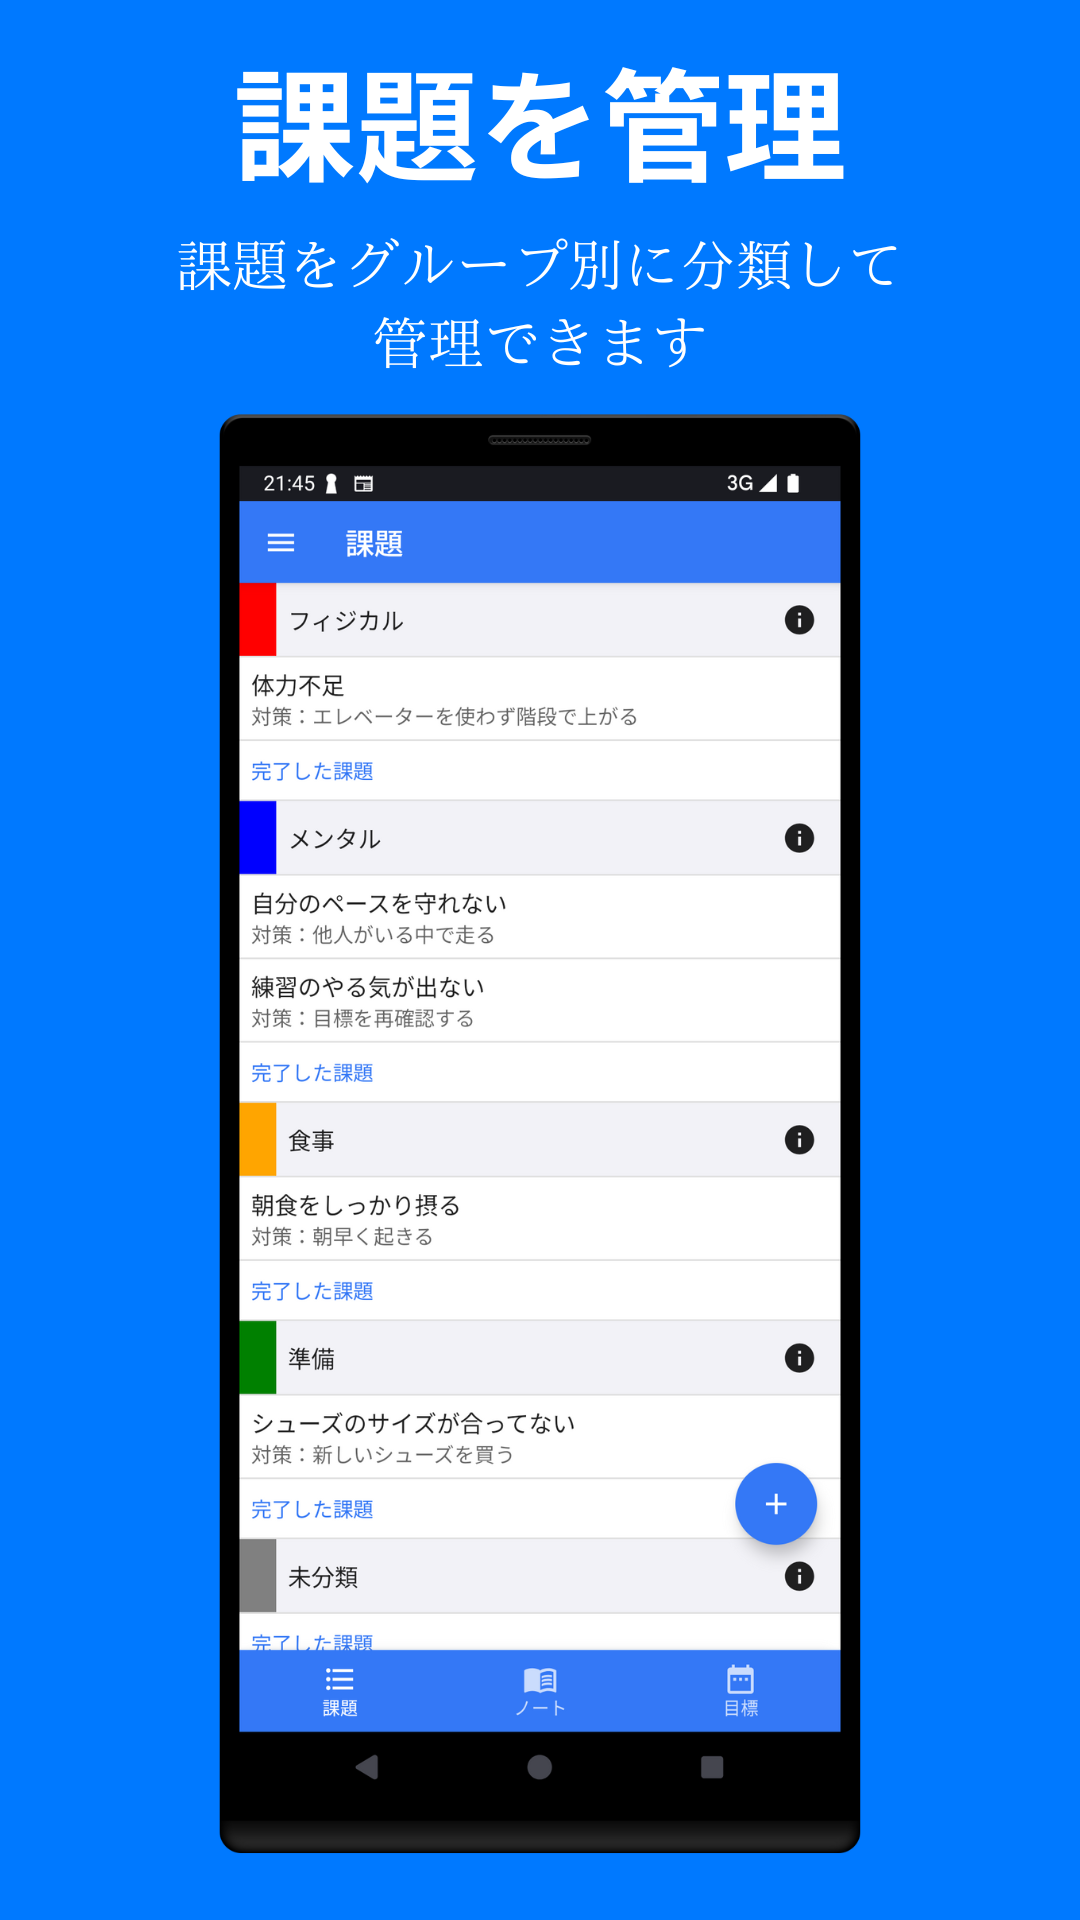 課題を管理
課題をグループ別に分類して
管理できます
21:45
3G
課題
フィジカル
体力不足
対策：エレベーターを使わず階段で上がる
完了した課題
メンタル
自分のペースを守れない
対策：他人がいる中で走る
練習のやる気が出ない
対策：目標を再確認する
完了した課題
食事
朝食をしっかり摂る
対策：朝早く起きる
完了した課題
準備
シューズのサイズが合ってない
対策：新しいシューズを買う
完了した課題
未分類
完了した課題
課題
ノート
目標